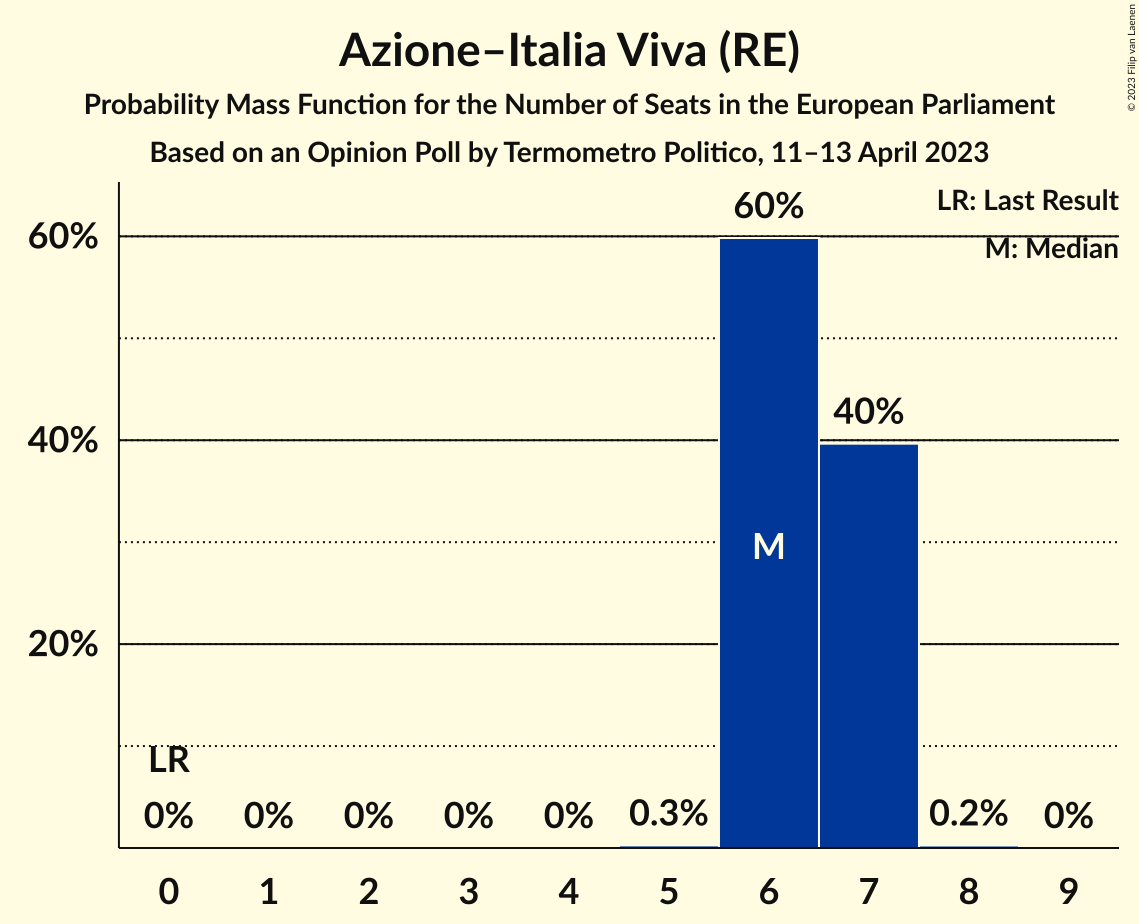 Azione–Italia Viva (RE)
Probability Mass Function for the Number of Seats in the European Parliament
Based on an Opinion Poll by Termometro Politico, 11–13 April 2023
© 2023 Filip van Laenen
LR: Last Result
M: Median
60%
40%
20%
60%
40%
M
LR
0%
0%
0%
0%
0%
0.3%
0.2%
0%
0 1 2 3 4 5 6 7 8 9